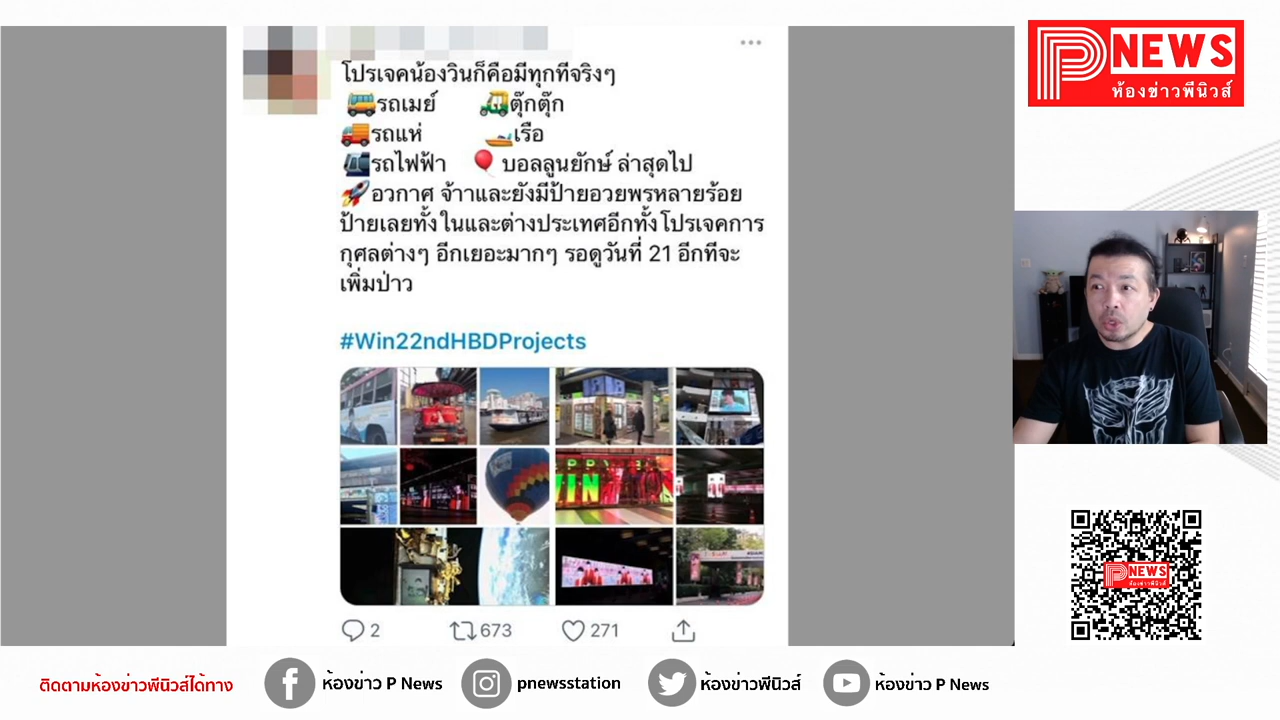 โปรเจคน้องวินก็คือมีทุกทีจริงๆ
🚌รถเมย์ 🛺ตุ๊กตุ๊ก
🚚รถแห่ 🚤เรือ
🚈รถไฟฟ้า 🎈 บอลลูนยักษ์ ล่าสุดไป
🚀อวกาศ จ้าาและยังมีป้ายอวยพรหลายร้อย
ป้ายเลยทั้งในและต่างประเทศอีกทั้งโปรเจคการ
กุศลต่างๆ อีกเยอะมากๆ รอดูวันที่ 21 อีกทีจะ
เพิ่มป่าว
#Win22ndHBDProjects
2 673 271
P NEWS
ห้องข่าวพีนิวส์
P NEWS
ห้องข่าวพีนิวส์
ติดตามห้องข่าวพีนิวส์ได้ทาง
ห้องข่าว P News
pnewsstation
ห้องข่าวพีนิวส์
ห้องข่าว P News